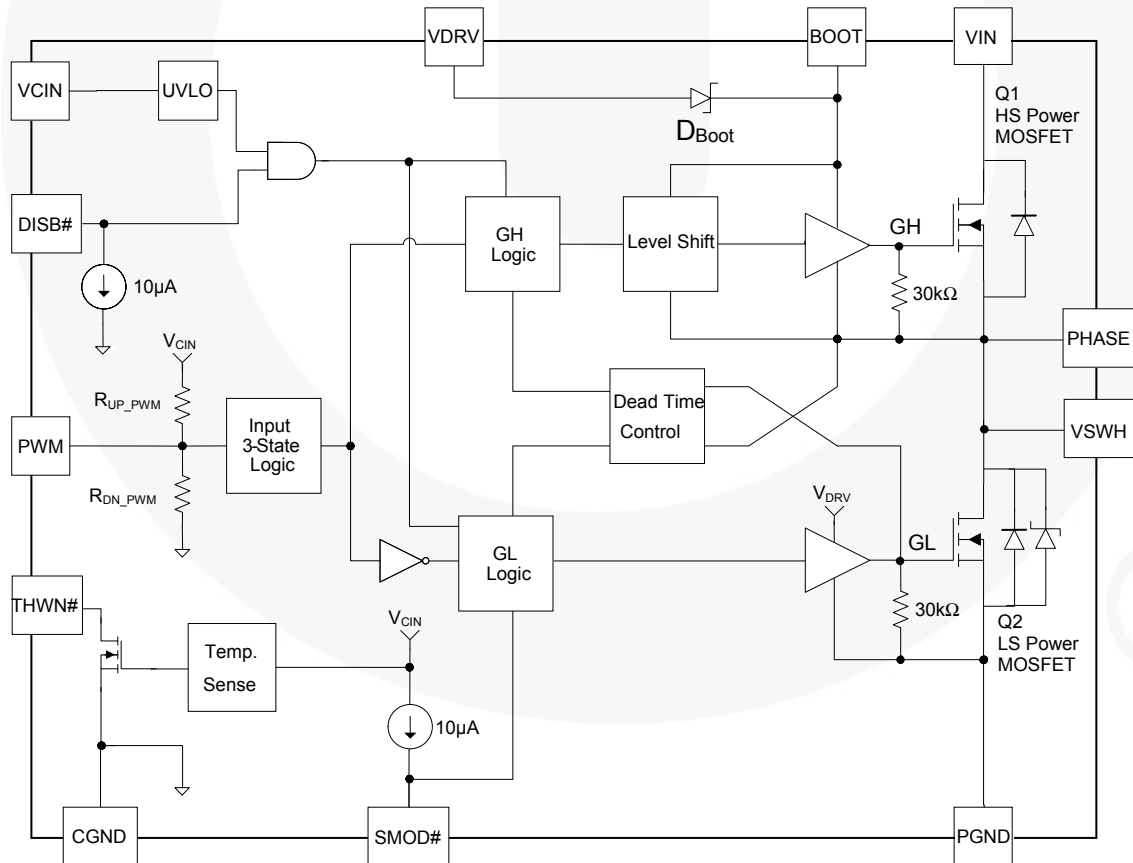 VDRV
BOOT
VIN
VCIN
UVLO
Q1
HS Power
MOSFET
DBoot
DISB#
GH
Logic
Level Shift
GH
10µA
30kΩ
VCIN
PHASE
RUP_PWM
Dead Time
Control
PWM
Input
3-State
Logic
VSWH
RDN_PWM
VDRV
GL
GL
Logic
THWN#
VCIN
30kΩ
Temp.
Sense
Q2
LS Power
MOSFET
10µA
CGND
SMOD#
PGND